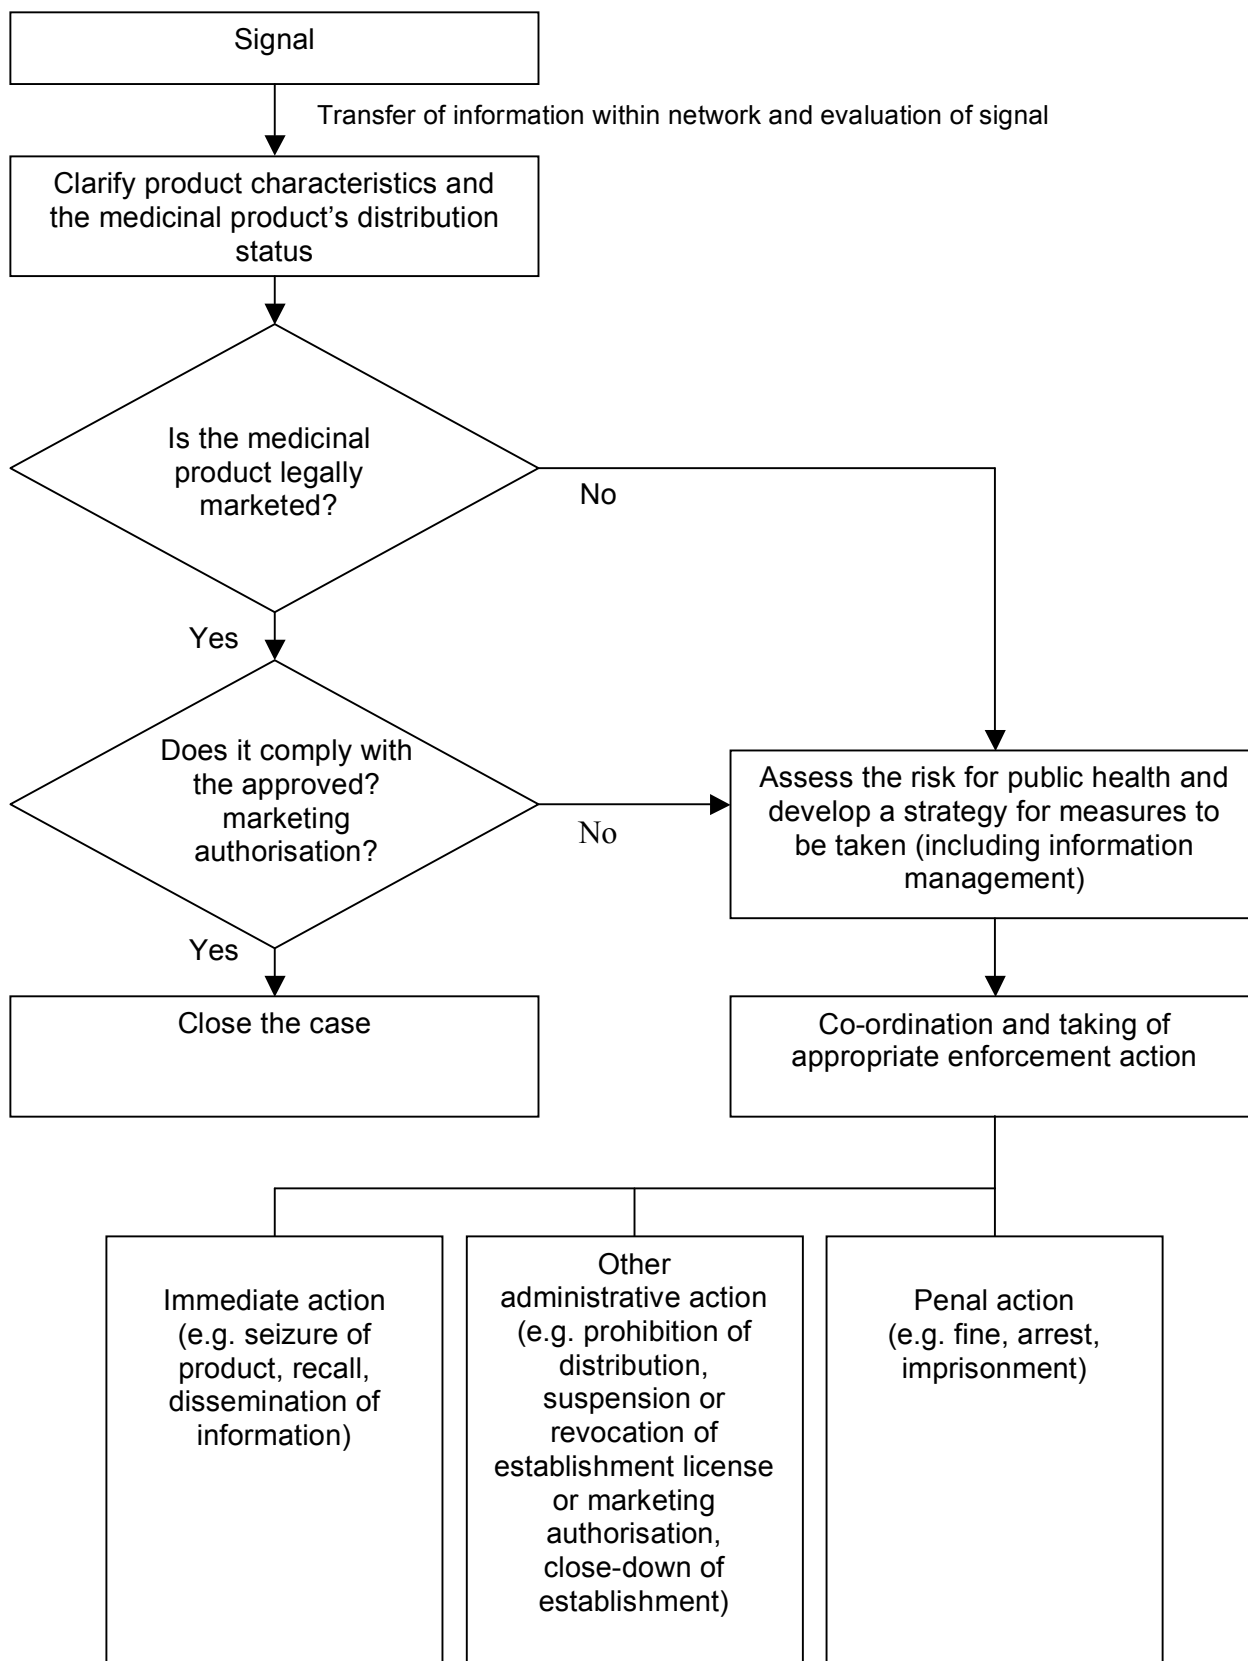 Signal
Transfer of information within network and evaluation of signal
Clarify product characteristics and
the medicinal product’s distribution
status
Is the medicinal
product legally
marketed?
No
Yes
Does it comply with
the approved?
marketing
authorisation?
No
Assess the risk for public health and
develop a strategy for measures to
be taken (including information
management)
Yes
Close the case
Co-ordination and taking of
appropriate enforcement action
Immediate action
(e.g. seizure of
product, recall,
dissemination of
information)
Other
administrative action
(e.g. prohibition of
distribution,
suspension or
revocation of
establishment license
or marketing
authorisation,
close-down of
establishment)
Penal action
(e.g. fine, arrest,
imprisonment)